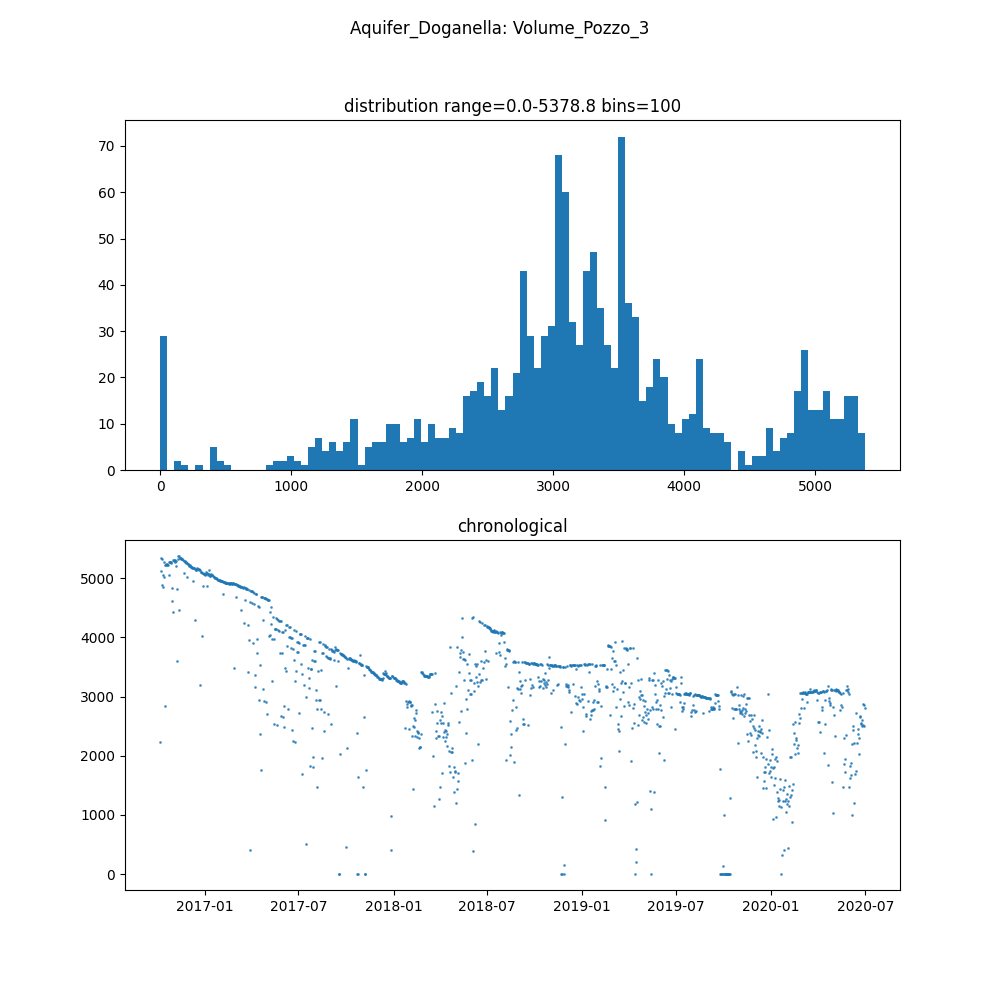 Aquifer_Doganella: Volume_Pozzo_3
distribution range=0.0-5378.8 bins=100
70
60
50
40
30
20
10
0
0 1000 2000 3000 4000 5000
chronological
5000
4000
3000
2000
1000
0
2017-01 2017-07 2018-01 2018-07 2019-01 2019-07 2020-01 2020-07